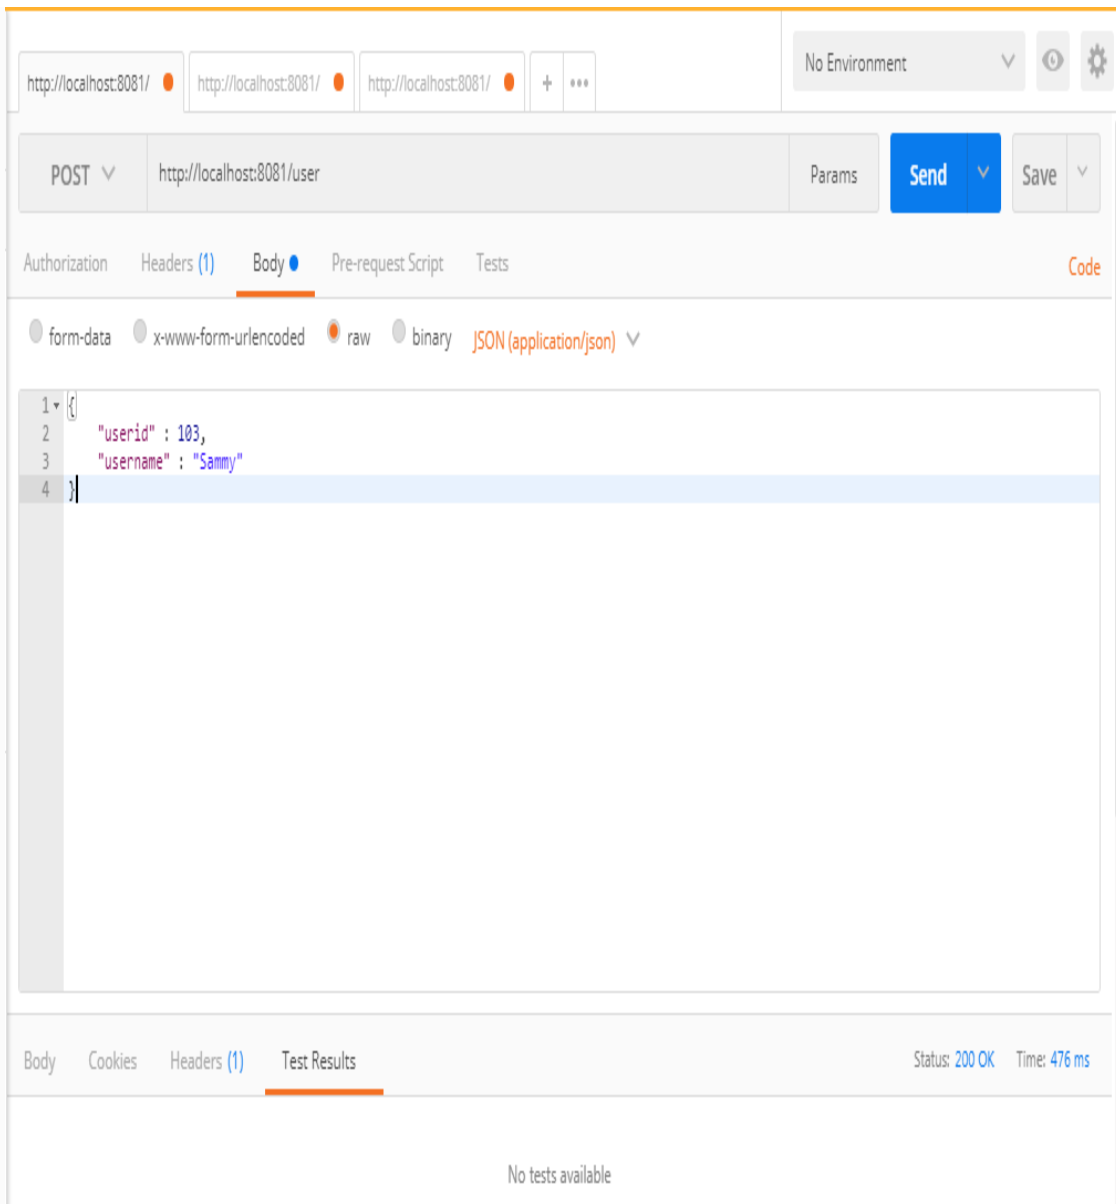 http://localhost:8081/ http://localhost:8081/ http://localhost:8081/ + ••• No Environment
POST http://localhost:8081/user Params Send Save
Authorization Headers (1) Body Pre-request Script Tests Code
form-data x-www-form-urlencoded raw binary JSON (application/json)
1 {
2 "userid" : 103,
3 "username" : "Sammy"
4 }
Body Cookies Headers (1) Test Results Status: 200 OK Time: 476 ms
No tests available